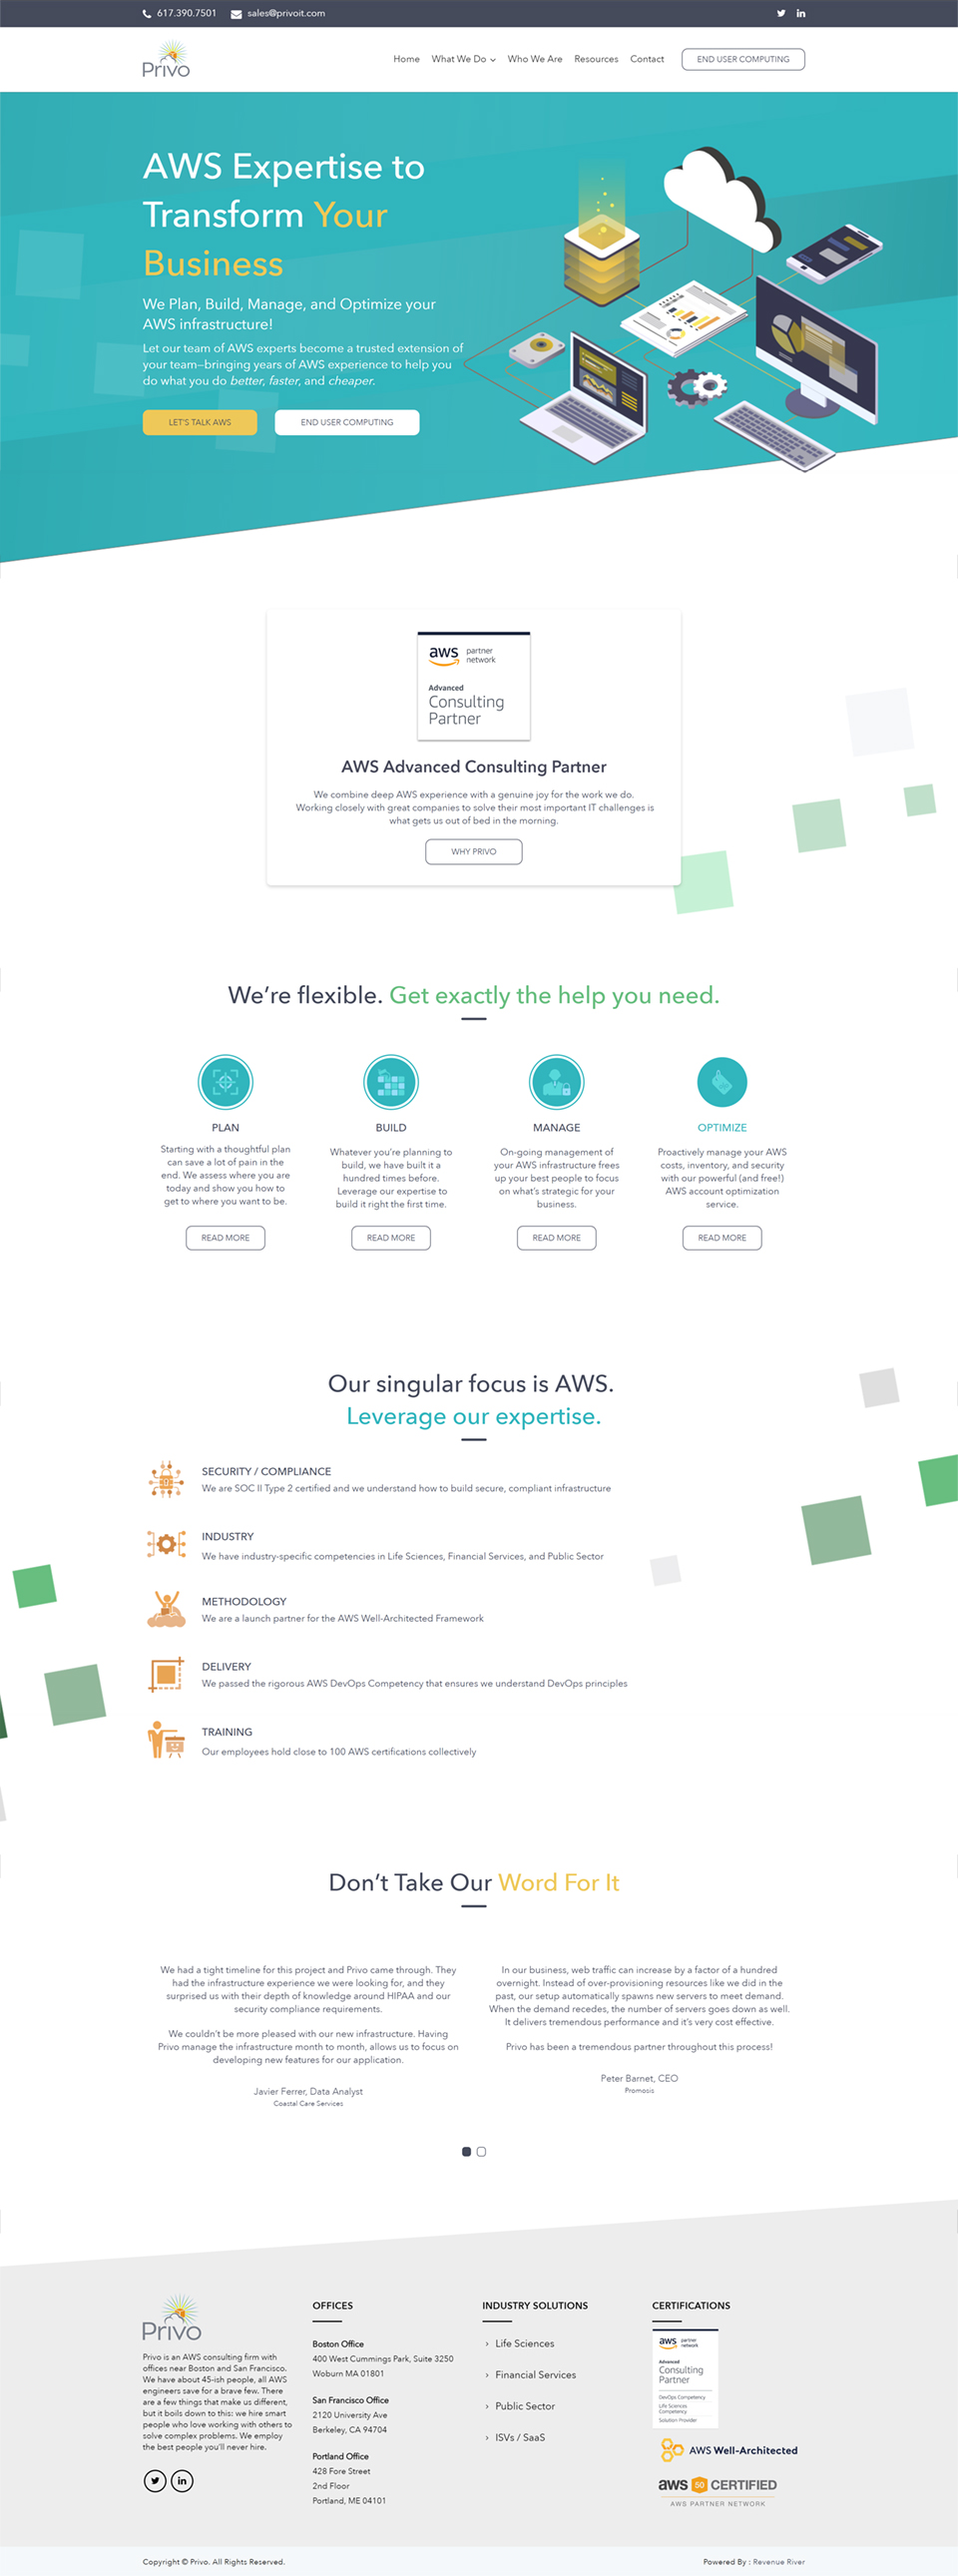 617.390.7501 sales@privoit.com
Privo
Home What We Do Who We Are Resources Contact END USER COMPUTING
AWS Expertise to
Transform Your
Business
We Plan, Build, Manage, and Optimize your
AWS infrastructure!
Let our team of AWS experts become a trusted extension of
your team—bringing years of AWS experience to help you
do what you do better, faster, and cheaper.
LET'S TALK AWS END USER COMPUTING
aws partner
network
Advanced
Consulting
Partner
AWS Advanced Consulting Partner
We combine deep AWS experience with a genuine joy for the work we do.
Working closely with great companies to solve their most important IT challenges is
what gets us out of bed in the morning.
WHY PRIVO
We're flexible. Get exactly the help you need.
PLAN
Starting with a thoughtful plan
can save a lot of pain in the
end. We assess where you are
today and show you how to
get to where you want to be.
READ MORE
BUILD
Whatever you're planning to
build, we have built it a
hundred times before.
Leverage our expertise to
build it right the first time.
READ MORE
MANAGE
On-going management of
your AWS infrastructure frees
up your best people to focus
on what's strategic for your
business.
READ MORE
OPTIMIZE
Proactively manage your AWS
costs, inventory, and security
with our powerful (and free!)
AWS account optimization
service.
READ MORE
Our singular focus is AWS.
Leverage our expertise.
SECURITY / COMPLIANCE
We are SOC II Type 2 certified and we understand how to build secure, compliant infrastructure
INDUSTRY
We have industry-specific competencies in Life Sciences, Financial Services, and Public Sector
METHODOLOGY
We are a launch partner for the AWS Well-Architected Framework
DELIVERY
We passed the rigorous AWS DevOps Competency that ensures we understand DevOps principles
TRAINING
Our employees hold close to 100 AWS certifications collectively
Don't Take Our Word For It
We had a tight timeline for this project and Privo came through. They
had the infrastructure experience we were looking for, and they
surprised us with their depth of knowledge around HIPAA and our
security compliance requirements.
We couldn't be more pleased with our new infrastructure. Having
Privo manage the infrastructure month to month, allows us to focus on
developing new features for our application.
Javier Ferrer, Data Analyst
Coastal Care Services
In our business, web traffic can increase by a factor of a hundred
overnight. Instead of over-provisioning resources like we did in the
past, our setup automatically spawns new servers to meet demand.
When the demand recedes, the number of servers goes down as well.
It delivers tremendous performance and it's very cost effective.
Privo has been a tremendous partner throughout this process!
Peter Barnet, CEO
Promosis
Privo
Privo is an AWS consulting firm with
offices near Boston and San Francisco.
We have about 45-ish people, all AWS
engineers save for a brave few. There
are a few things that make us different,
but it boils down to this: we hire smart
people who love working with others to
solve complex problems. We employ
the best people you'll never hire.
OFFICES
Boston Office
400 West Cummings Park, Suite 3250
Woburn MA 01801
San Francisco Office
2120 University Ave
Berkeley, CA 94704
Portland Office
428 Fore Street
2nd Floor
Portland, ME 04101
INDUSTRY SOLUTIONS
› Life Sciences
› Financial Services
› Public Sector
› ISVs / SaaS
CERTIFICATIONS
aws partner
network
Advanced
Consulting
Partner
DevOps Competency
Life Sciences
Competency
Solution Provider
AWS Well-Architected
aws 50 CERTIFIED
AWS PARTNER NETWORK
Copyright © Privo. All Rights Reserved. Powered By : Revenue River